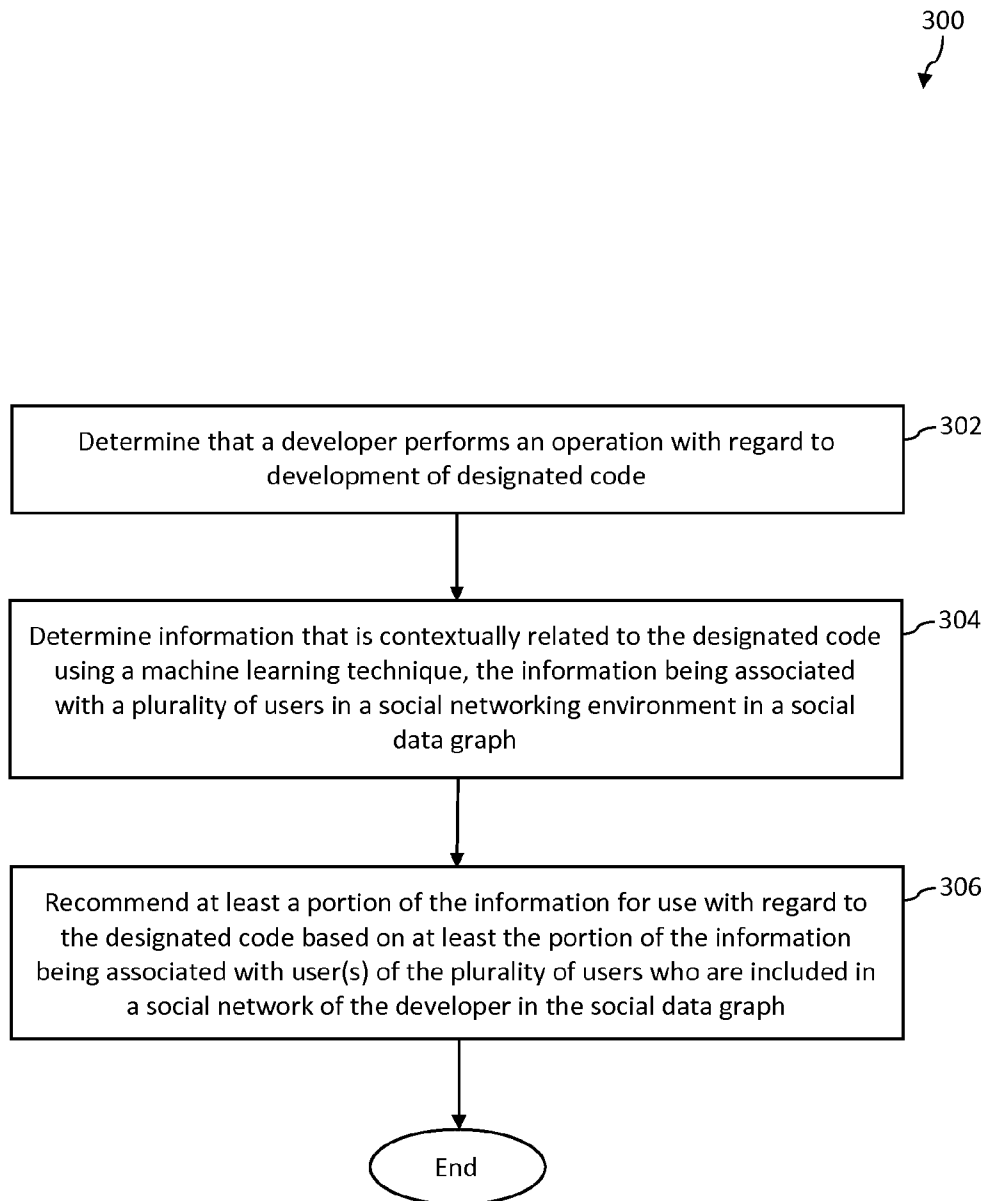 300
Determine that a developer performs an operation with regard to
development of designated code
302
Determine information that is contextually related to the designated code
using a machine learning technique, the information being associated
with a plurality of users in a social networking environment in a social
data graph
304
Recommend at least a portion of the information for use with regard to
the designated code based on at least the portion of the information
being associated with user(s) of the plurality of users who are included in
a social network of the developer in the social data graph
306
End